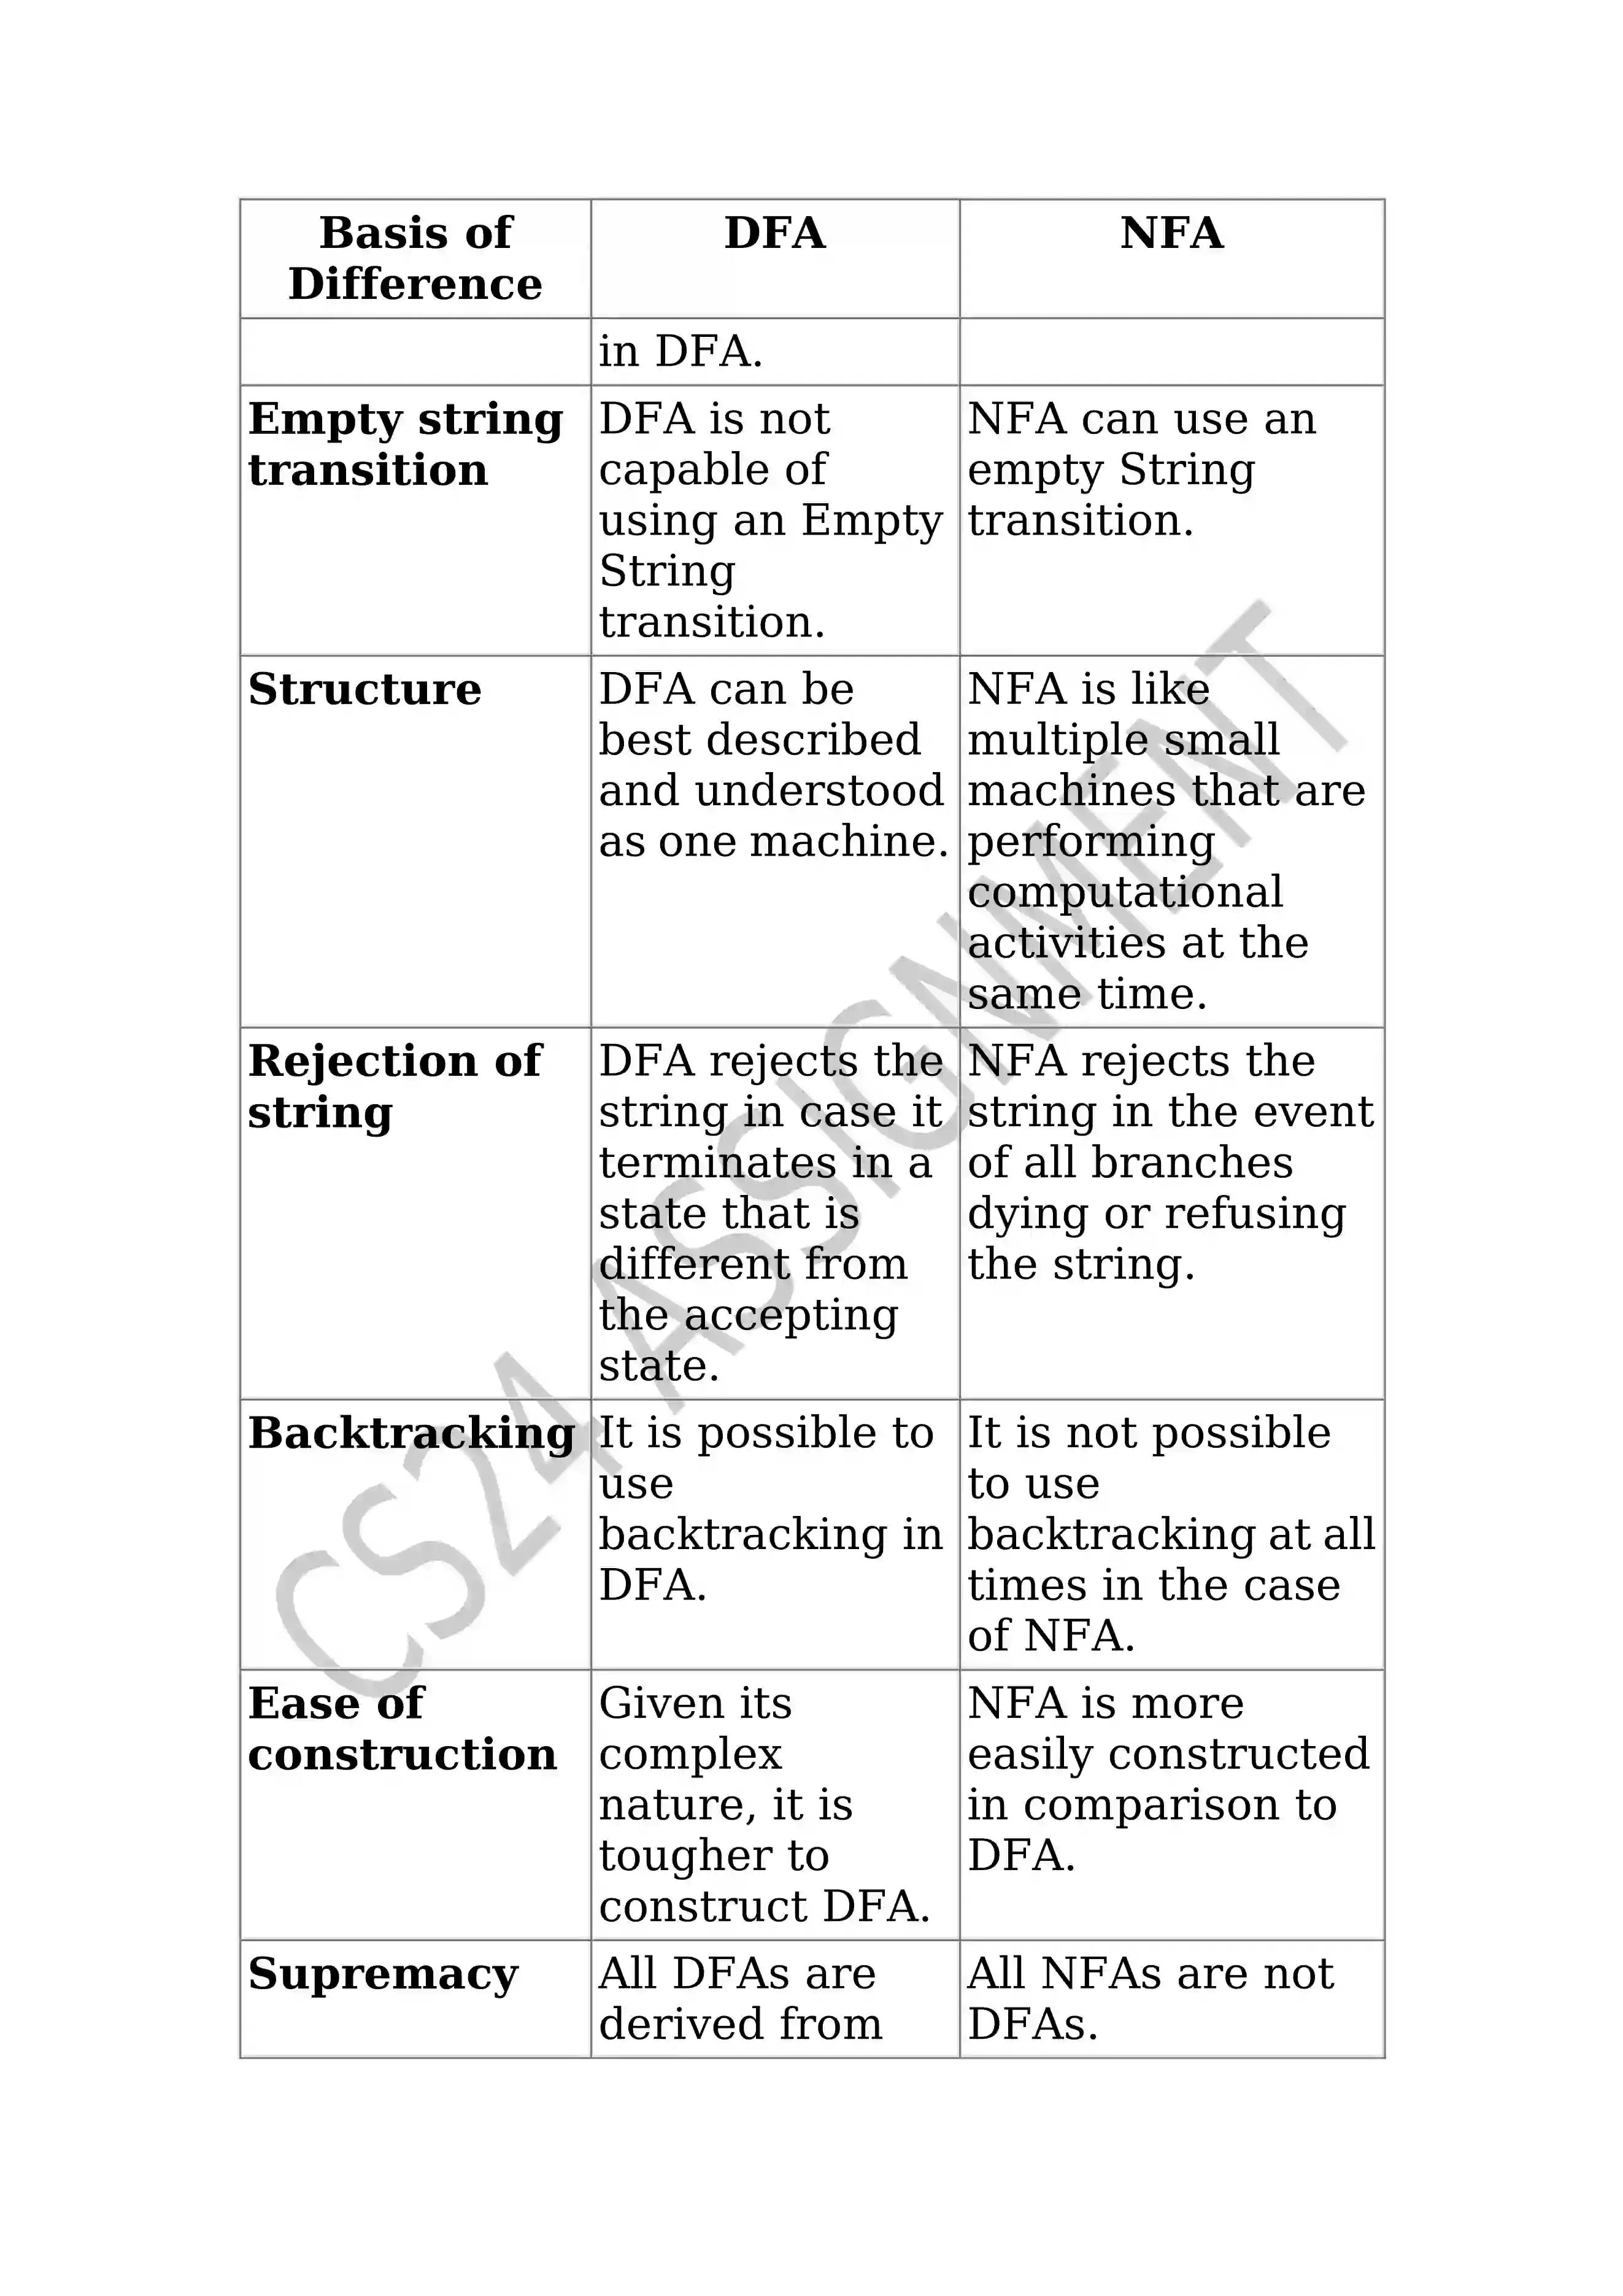 Basis of
Difference
DFA
NFA
in DFA.
Empty string
transition
DFA is not
capable of
using an Empty
String
transition.
NFA can use an
empty String
transition.
Structure
DFA can be
best described
and understood
as one machine.
NFA is like
multiple small
machines that are
performing
computational
activities at the
same time.
Rejection of
string
DFA rejects the
string in case it
terminates in a
state that is
different from
the accepting
state.
NFA rejects the
string in the event
of all branches
dying or refusing
the string.
Backtracking
It is possible to
use
backtracking in
DFA.
It is not possible
to use
backtracking at all
times in the case
of NFA.
Ease of
construction
Given its
complex
nature, it is
tougher to
construct DFA.
NFA is more
easily constructed
in comparison to
DFA.
Supremacy
All DFAs are
derived from
All NFAs are not
DFAs.
CS24 ASSIGNMENT